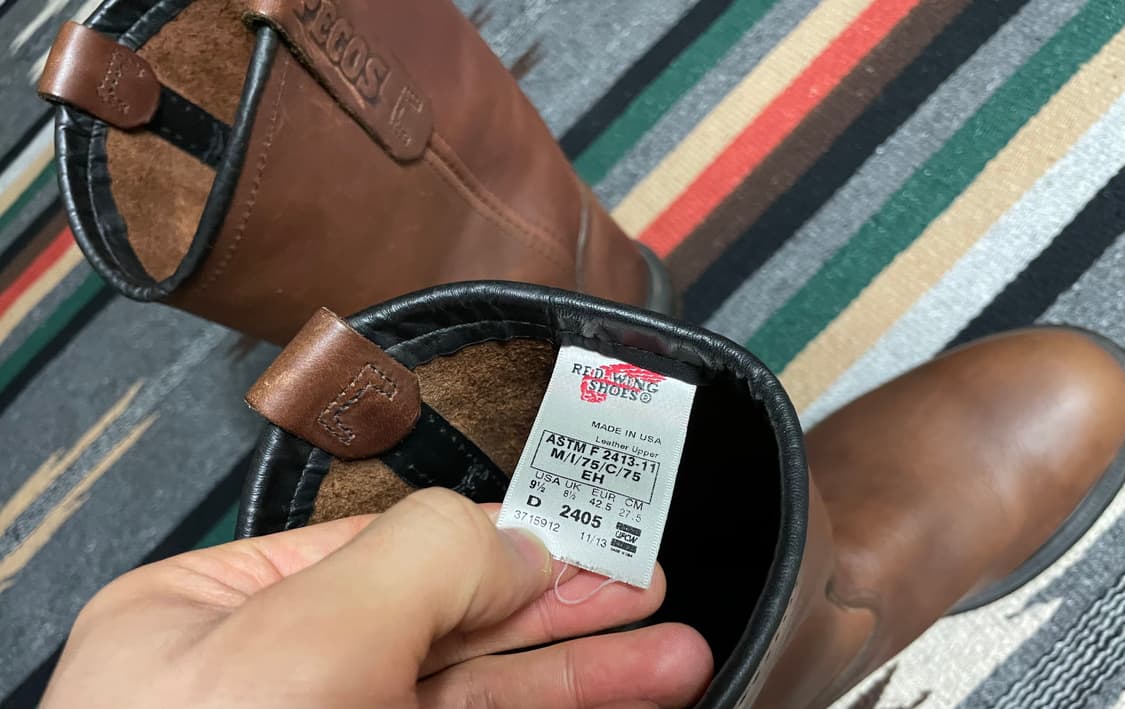 PECOS
RED WING
SHOES®
MADE IN USA
Leather Upper
ASTM F 2413-11
M/I/75/C/75
EH
USA UK EUR CM
9½ 8½ 42.5 27.5
D 2405
3715912 11/13
UFCW